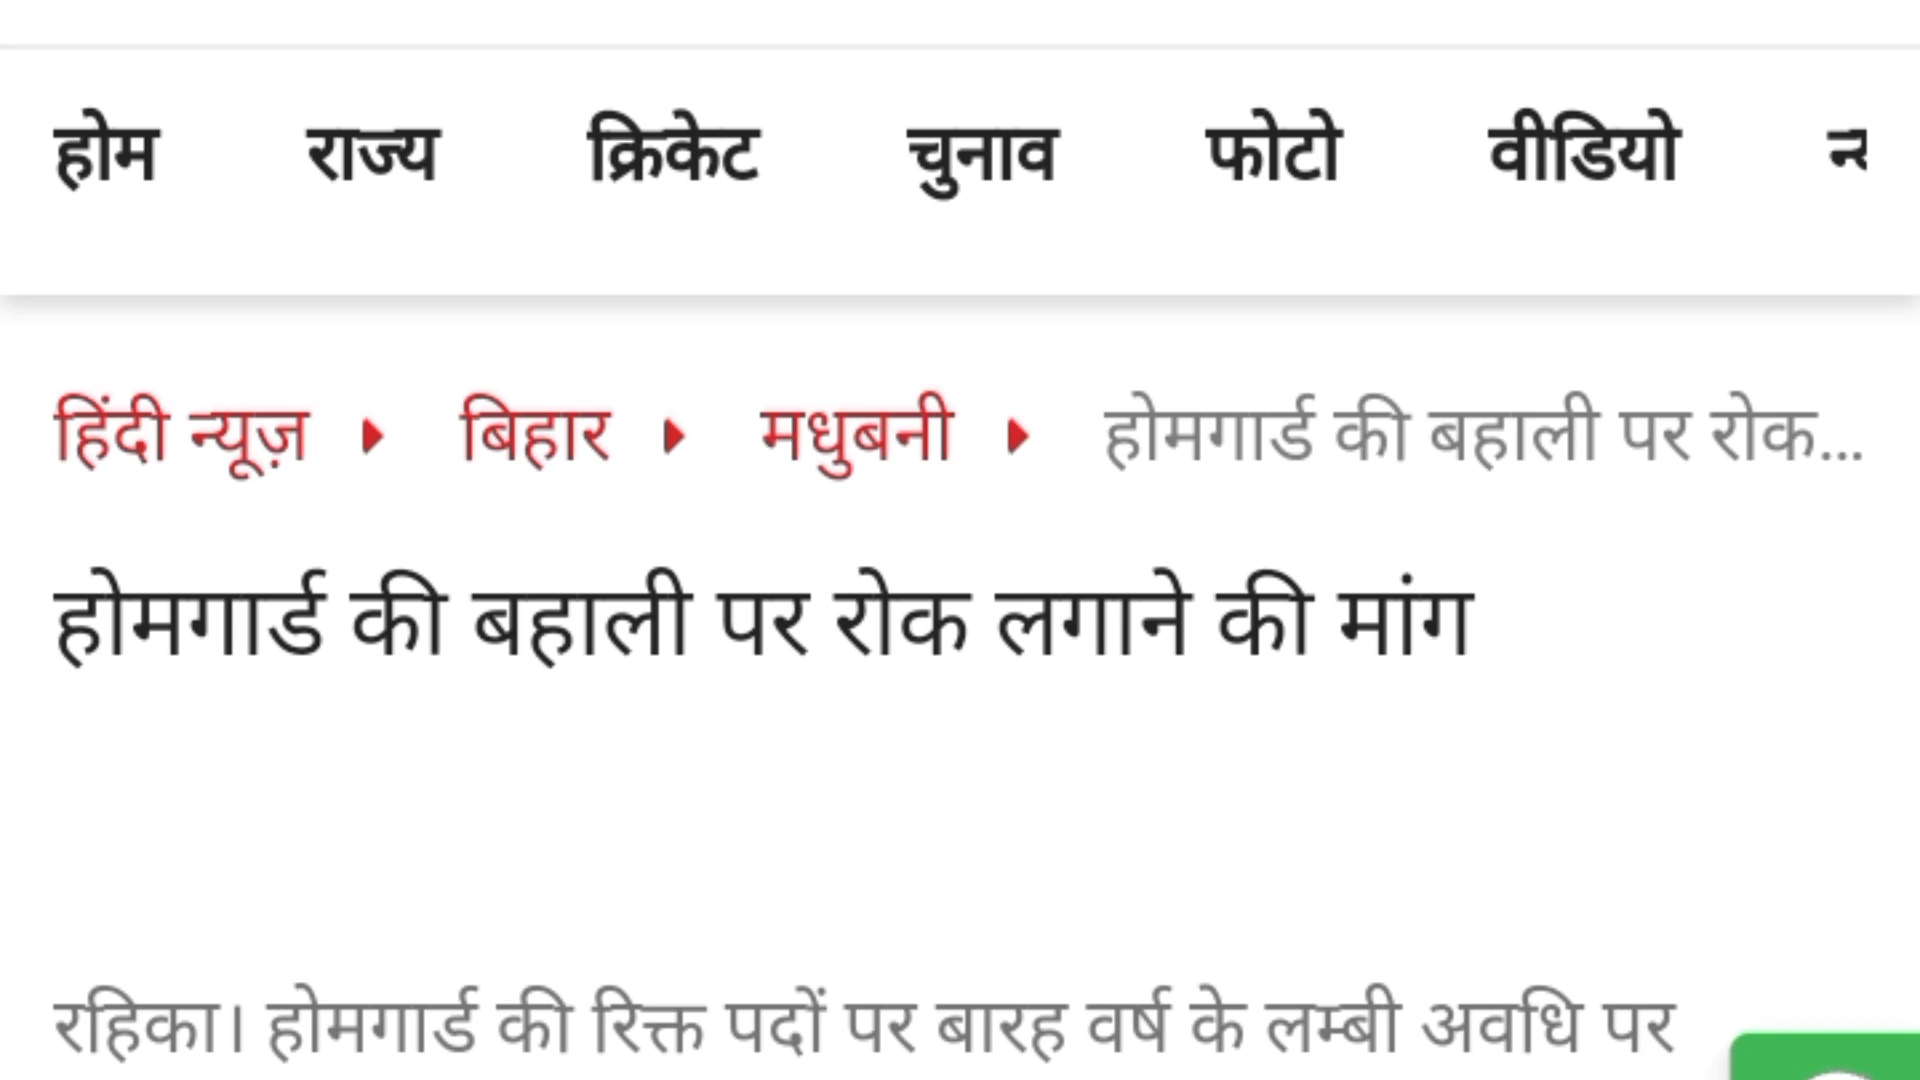 होम राज्य क्रिकेट चुनाव फोटो वीडियो
हिंदी न्यूज़ बिहार मधुबनी होमगार्ड की बहाली पर रोक...
होमगार्ड की बहाली पर रोक लगाने की मांग
रहिका। होमगार्ड की रिक्त पदों पर बारह वर्ष के लम्बी अवधि पर